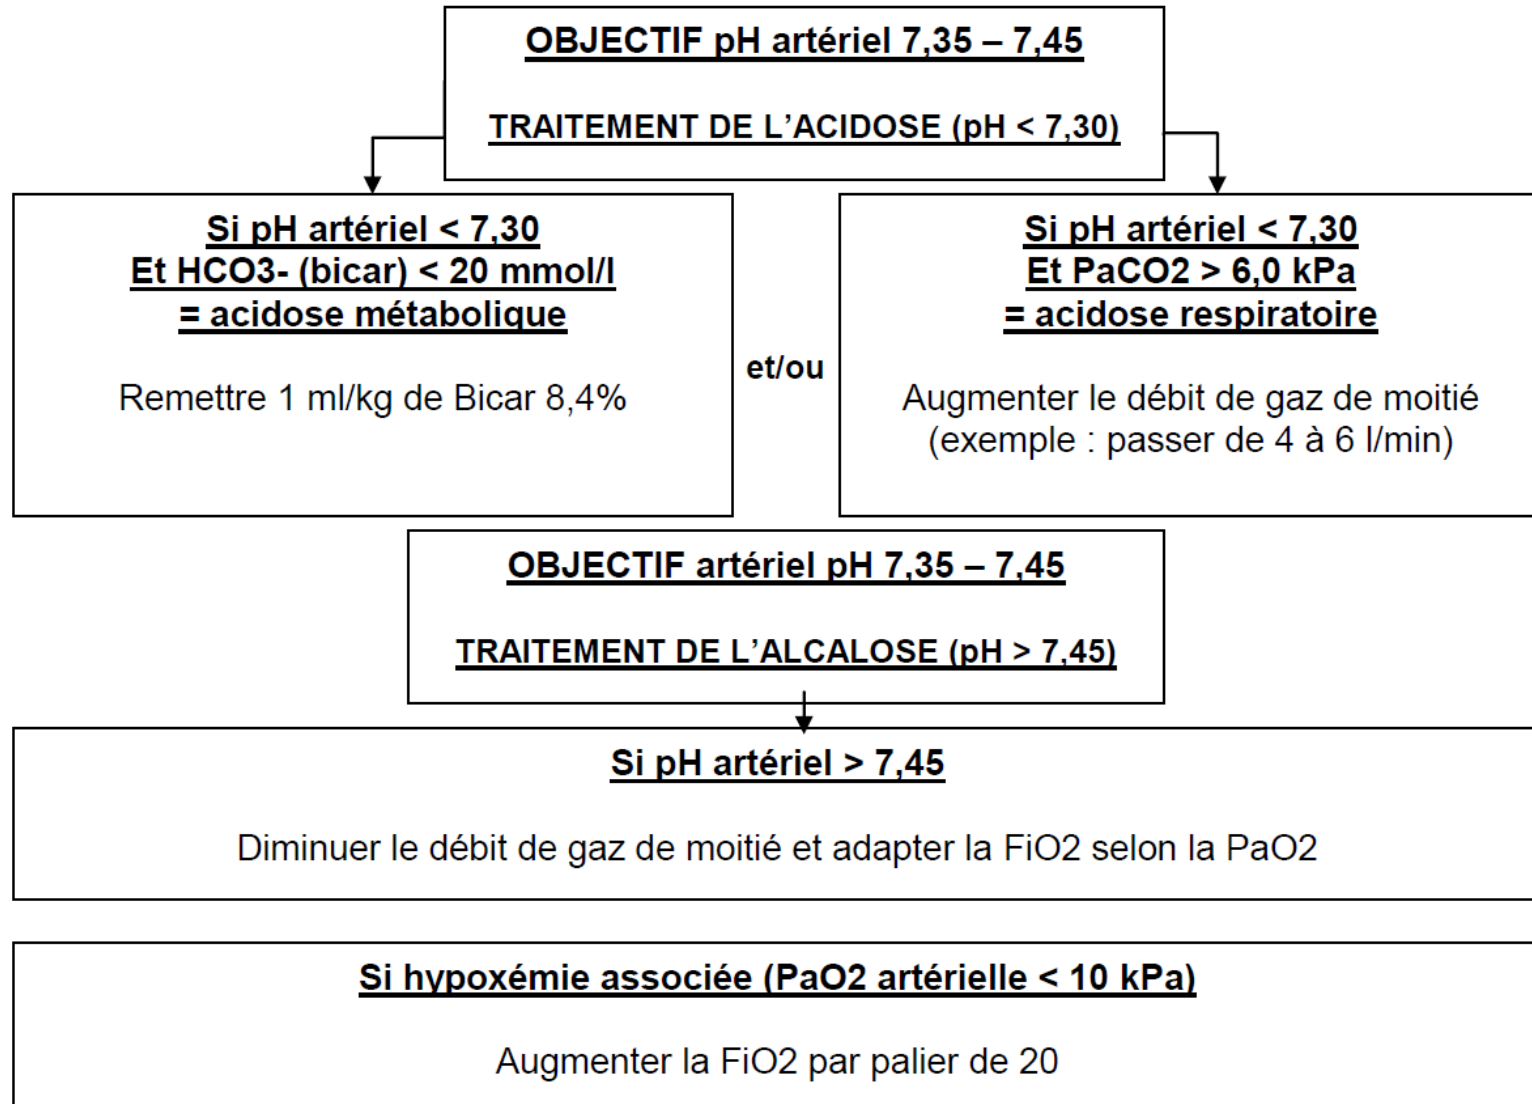 OBJECTIF pH artériel 7,35 – 7,45
TRAITEMENT DE L’ACIDOSE (pH < 7,30)
Si pH artériel < 7,30
Et HCO3- (bicar) < 20 mmol/l
= acidose métabolique
Remettre 1 ml/kg de Bicar 8,4%
et/ou
Si pH artériel < 7,30
Et PaCO2 > 6,0 kPa
= acidose respiratoire
Augmenter le débit de gaz de moitié
(exemple : passer de 4 à 6 l/min)
OBJECTIF artériel pH 7,35 – 7,45
TRAITEMENT DE L’ALCALOSE (pH > 7,45)
Si pH artériel > 7,45
Diminuer le débit de gaz de moitié et adapter la FiO2 selon la PaO2
Si hypoxémie associée (PaO2 artérielle < 10 kPa)
Augmenter la FiO2 par palier de 20